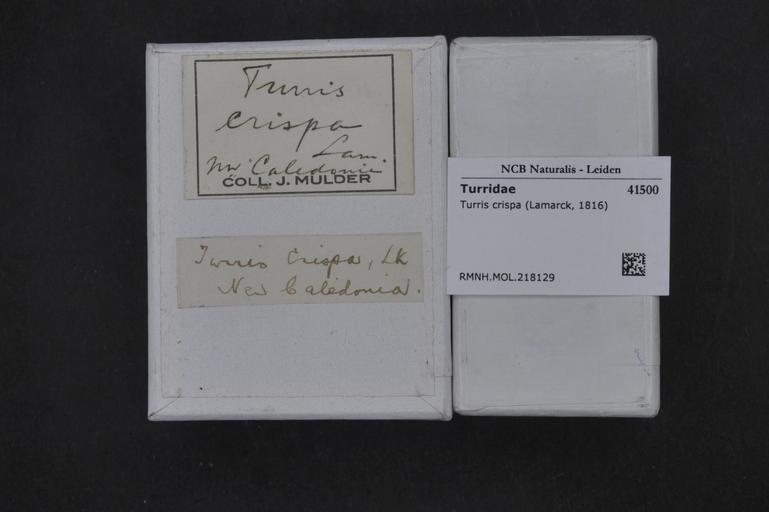 Turris
crispa
Lam.
Nw. Caledonie
COLL. J. MULDER
Turris crispa, Lk
New Caledonia.
NCB Naturalis - Leiden
Turridae 41500
Turris crispa (Lamarck, 1816)
RMNH.MOL.218129